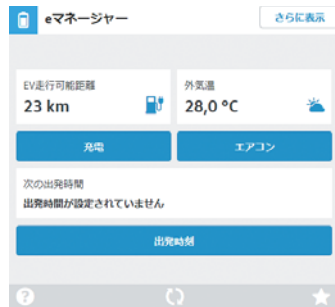 eマネージャー
さらに表示
EV走行可能距離
23 km
外気温
28,0 °C
充電
エアコン
次の出発時間
出発時間が設定されていません
出発時刻
?